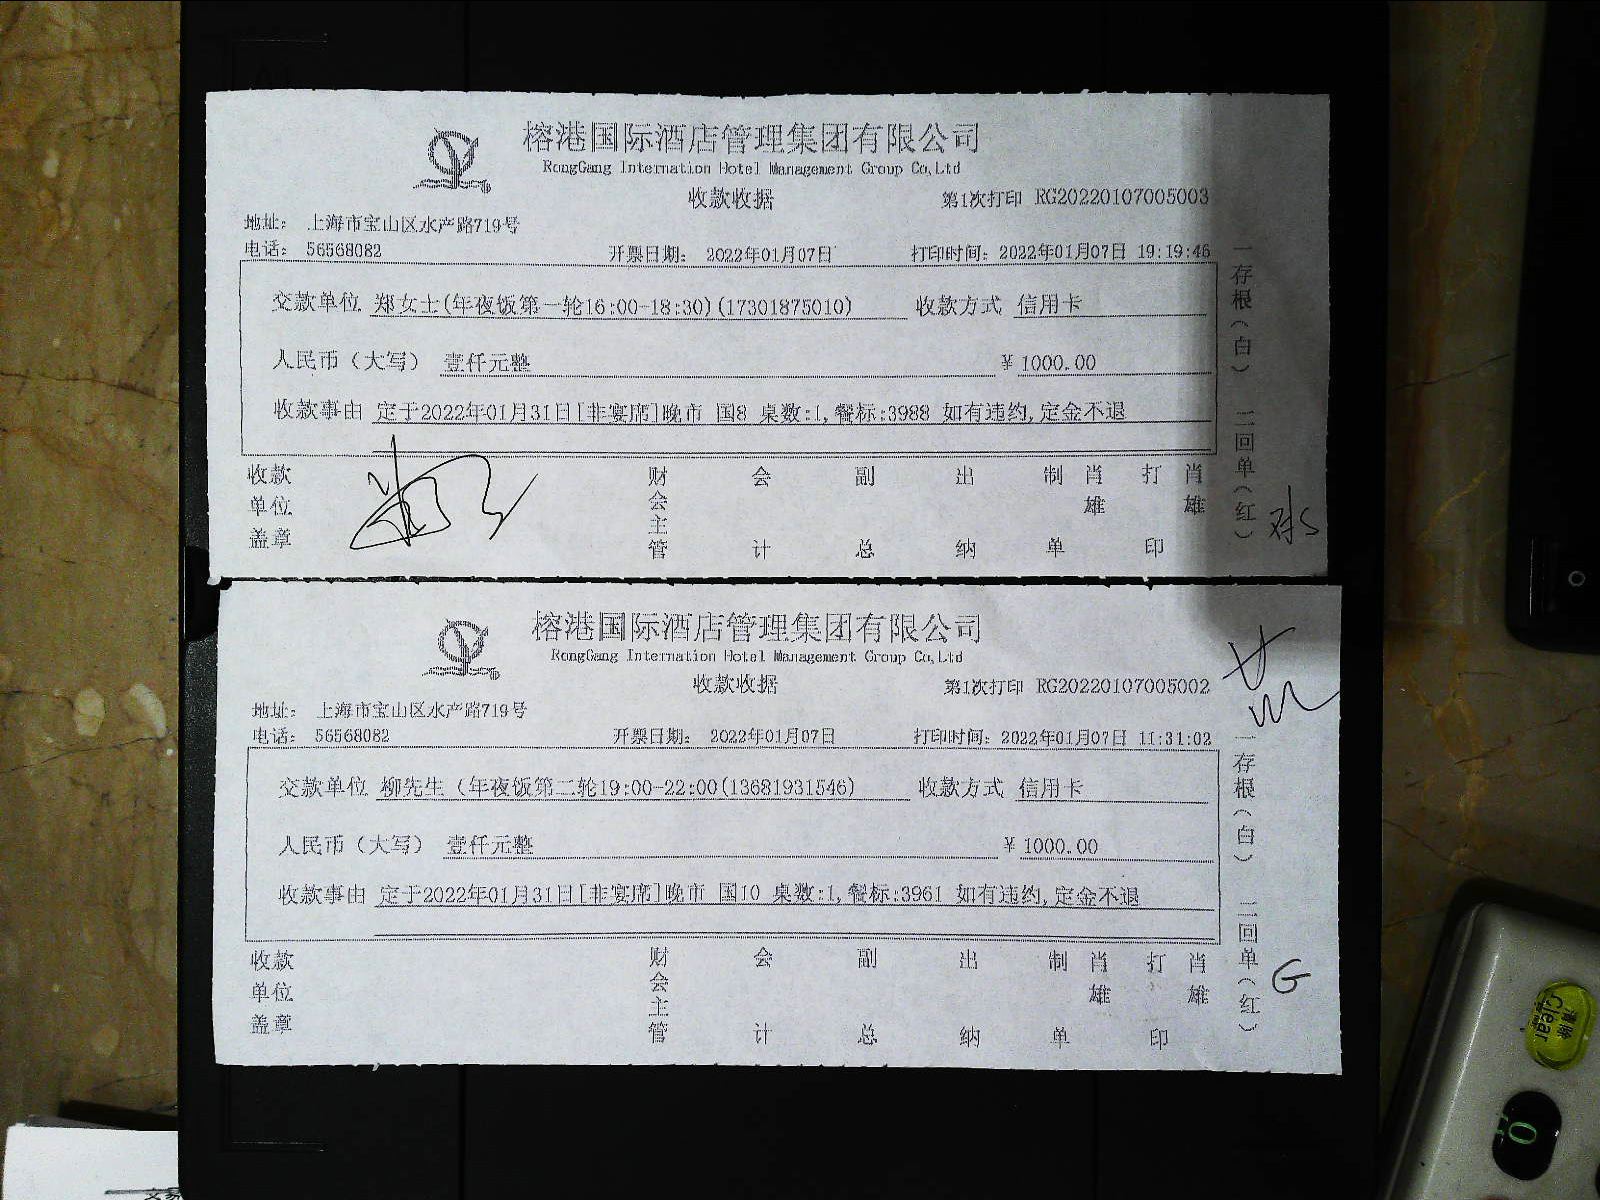 榕港国际酒店管理集团有限公司
RongGang Internation Hotel Management Group Co,Ltd
收款收据
第1次打印 RG20220107005003
地址： 上海市宝山区水产路719号
电话： 56568082 开票日期： 2022年01月07日 打印时间：2022年01月07日 19:19:46
交款单位 郑女士(年夜饭第一轮16:00-18:30)(17301875010) 收款方式 信用卡
人民币（大写） 壹仟元整 ￥1000.00
收款事由 定于2022年01月31日[非宴席]晚市 国8 桌数:1,餐标:3988 如有违约,定金不退
收款单位盖章 财会主管 会计 副总 出纳 制单 肖雄 打印 肖雄
一存根（白） 二回单（红）
榕港国际酒店管理集团有限公司
RongGang Internation Hotel Management Group Co,Ltd
收款收据
第1次打印 RG20220107005002
地址： 上海市宝山区水产路719号
电话： 56568082 开票日期： 2022年01月07日 打印时间：2022年01月07日 11:31:02
交款单位 柳先生（年夜饭第二轮19:00-22:00(13681931546) 收款方式 信用卡
人民币（大写） 壹仟元整 ￥1000.00
收款事由 定于2022年01月31日[非宴席]晚市 国10 桌数:1,餐标:3961 如有违约,定金不退
收款单位盖章 财会主管 会计 副总 出纳 制单 肖雄 打印 肖雄
一存根（白） 二回单（红）
G
清除
Clear
0